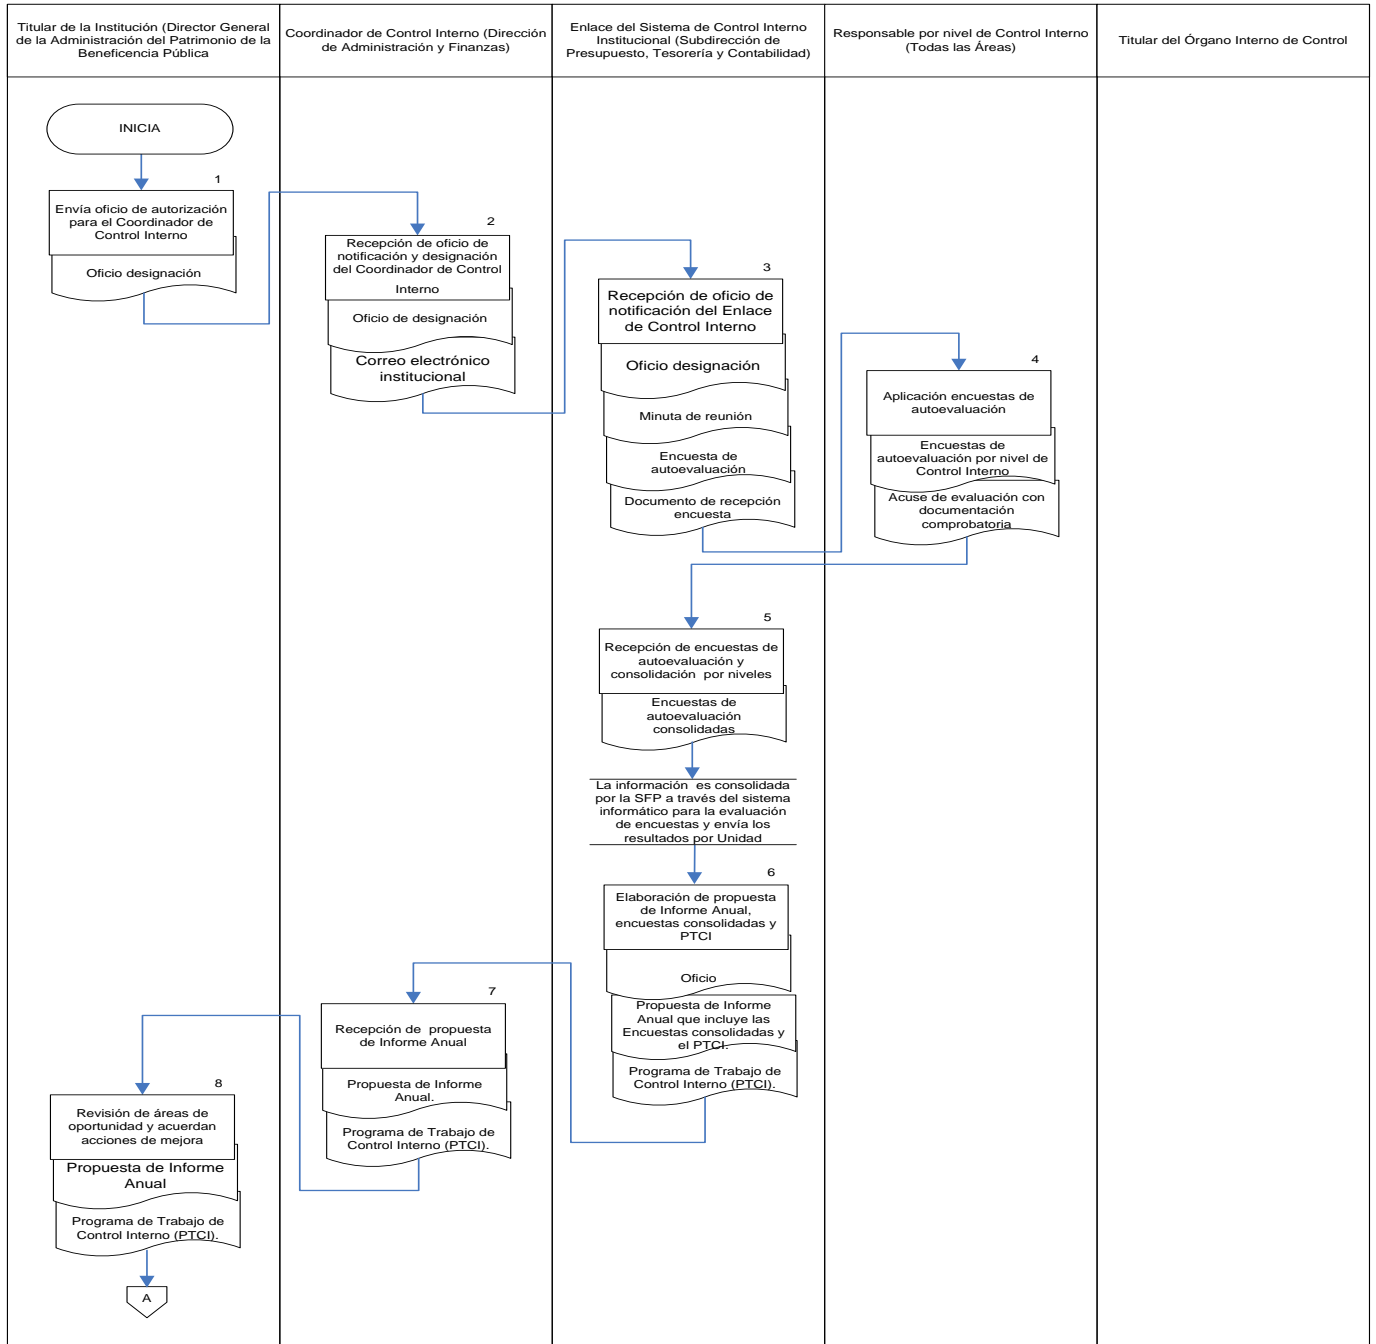 Titular de la Institución (Director General
de la Administración del Patrimonio de la
Beneficencia Pública
Coordinador de Control Interno (Dirección
de Administración y Finanzas)
Enlace del Sistema de Control Interno
Institucional (Subdirección de
Presupuesto, Tesorería y Contabilidad)
Responsable por nivel de Control Interno
(Todas las Áreas)
Titular del Órgano Interno de Control
INICIA
1
Envía oficio de autorización
para el Coordinador de
Control Interno
Oficio designación
2
Recepción de oficio de
notificación y designación
del Coordinador de Control
Interno
Oficio de designación
Correo electrónico
institucional
3
Recepción de oficio de
notificación del Enlace
de Control Interno
Oficio designación
Minuta de reunión
Encuesta de
autoevaluación
Documento de recepción
encuesta
4
Aplicación encuestas de
autoevaluación
Encuestas de
autoevaluación por nivel de
Control Interno
Acuse de evaluación con
documentación
comprobatoria
5
Recepción de encuestas de
autoevaluación y
consolidación por niveles
Encuestas de
autoevaluación
consolidadas
La información es consolidada
por la SFP a través del sistema
informático para la evaluación
de encuestas y envía los
resultados por Unidad
6
Elaboración de propuesta
de Informe Anual,
encuestas consolidadas y
PTCI
Oficio
Propuesta de Informe
Anual que incluye las
Encuestas consolidadas y
el PTCI.
Programa de Trabajo de
Control Interno (PTCI).
7
Recepción de propuesta
de Informe Anual
Propuesta de Informe
Anual.
Programa de Trabajo de
Control Interno (PTCI).
8
Revisión de áreas de
oportunidad y acuerdan
acciones de mejora
Propuesta de Informe
Anual
Programa de Trabajo de
Control Interno (PTCI).
A